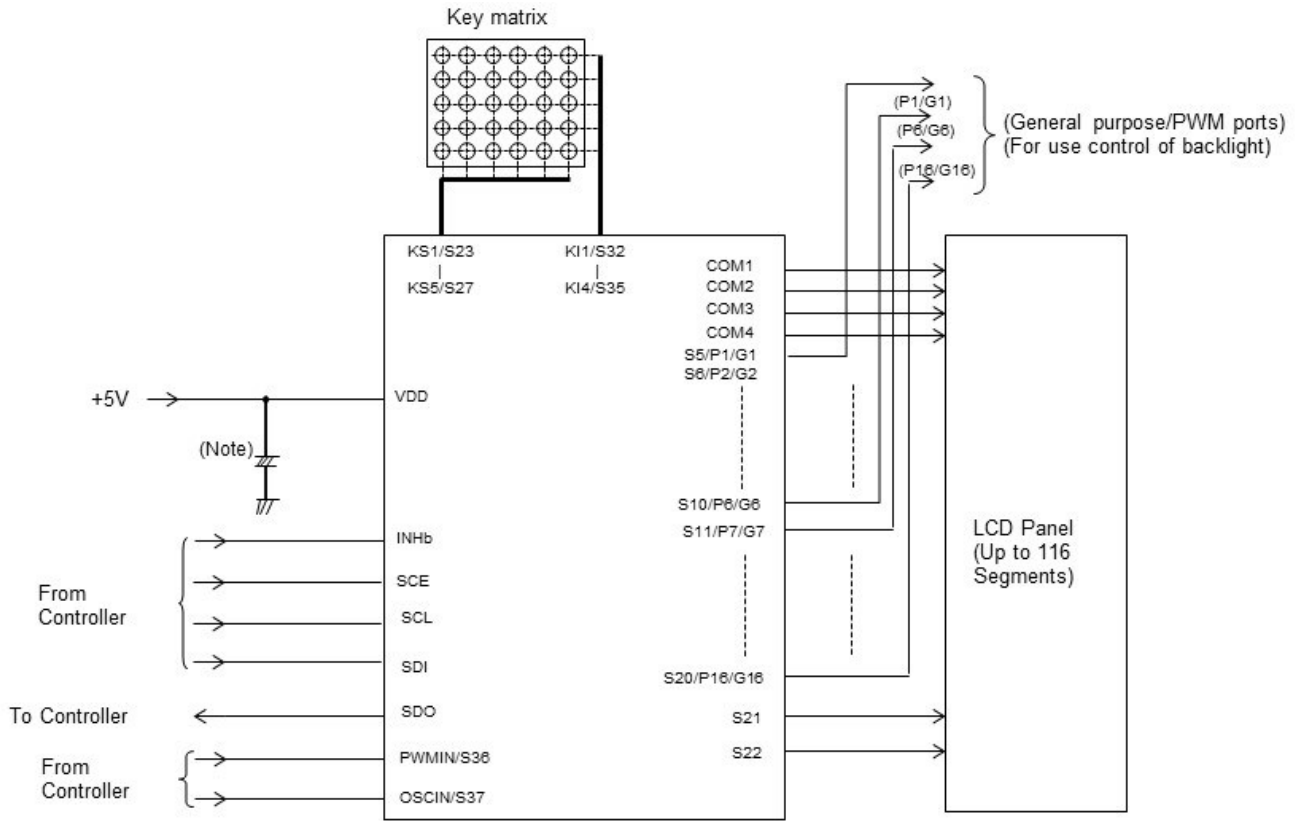 Key matrix
(P1/G1)
(P6/G6)
(P16/G16)
(General purpose/PWM ports)
(For use control of backlight)
KS1/S23
KS5/S27
KI1/S32
KI4/S35
COM1
COM2
COM3
COM4
S5/P1/G1
S6/P2/G2
+5V
VDD
(Note)
S10/P6/G6
S11/P7/G7
INHb
SCE
SCL
SDI
From
Controller
LCD Panel
(Up to 116
Segments)
S20/P16/G16
To Controller
SDO
S21
S22
From
Controller
PWMIN/S36
OSCIN/S37